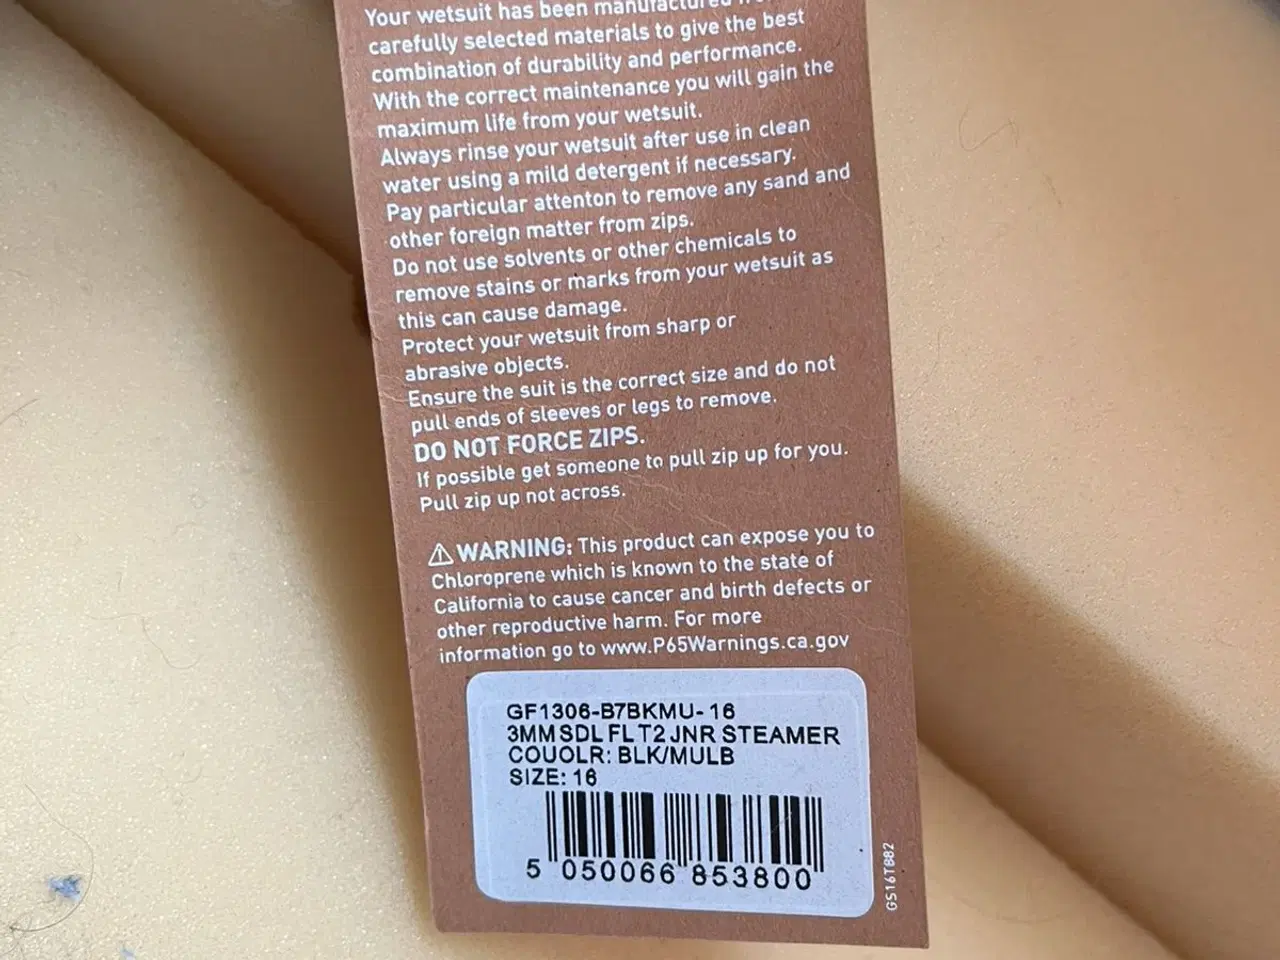 Your wetsuit has been manufactured
carefully selected materials to give the best
combination of durability and performance.
With the correct maintenance you will gain the
maximum life from your wetsuit.
Always rinse your wetsuit after use in clean
water using a mild detergent if necessary.
Pay particular attenton to remove any sand and
other foreign matter from zips.
Do not use solvents or other chemicals to
remove stains or marks from your wetsuit as
this can cause damage.
Protect your wetsuit from sharp or
abrasive objects.
Ensure the suit is the correct size and do not
pull ends of sleeves or legs to remove.
DO NOT FORCE ZIPS.
If possible get someone to pull zip up for you.
Pull zip up not across.
⚠ WARNING: This product can expose you to
Chloroprene which is known to the state of
California to cause cancer and birth defects or
other reproductive harm. For more
information go to www.P65Warnings.ca.gov
GF1306-B7BKMU-16
3MM SDL FL T2 JNR STEAMER
COUOLR: BLK/MULB
SIZE: 16
5 050066 853800
GS16TB82